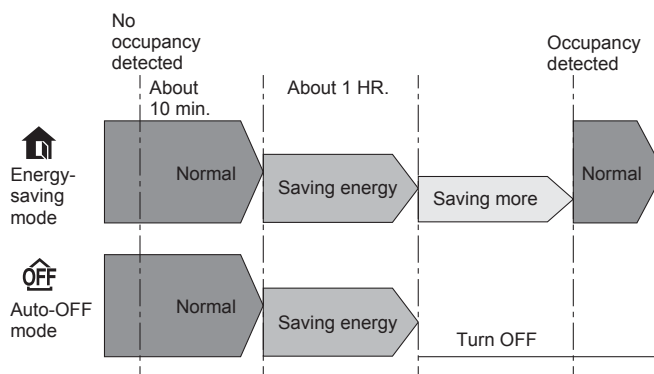 No
occupancy
detected
Occupancy
detected
About
10 min.
About 1 HR.
Energy-
saving
mode
Normal
Saving energy
Saving more
Normal
OFF
Auto-OFF
mode
Normal
Saving energy
Turn OFF